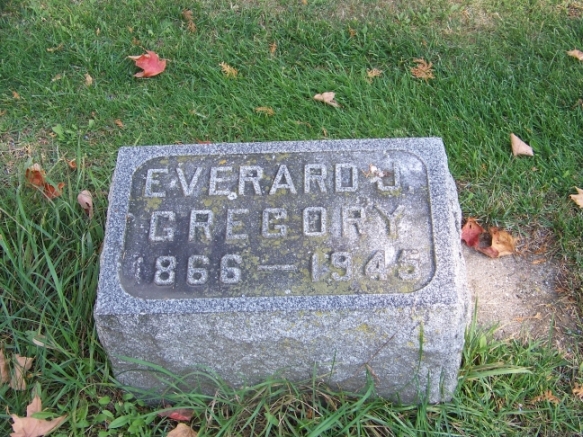 EVERARD J.
GREGORY
1866 — 1945